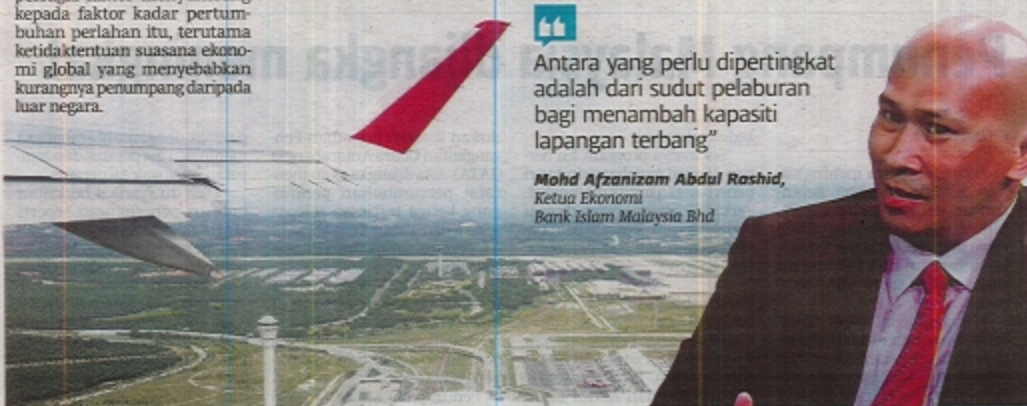 kepada faktor kadar pertum-
buhan perlahan itu, terutama
ketidaktentuan suasana ekono-
mi global yang menyebabkan
kurangnya penumpang daripada
luar negara.
Antara yang perlu dipertingkat
adalah dari sudut pelaburan
bagi menambah kapasiti
lapangan terbang”
Mohd Afzanizam Abdul Rashid,
Ketua Ekonomi
Bank Islam Malaysia Bhd